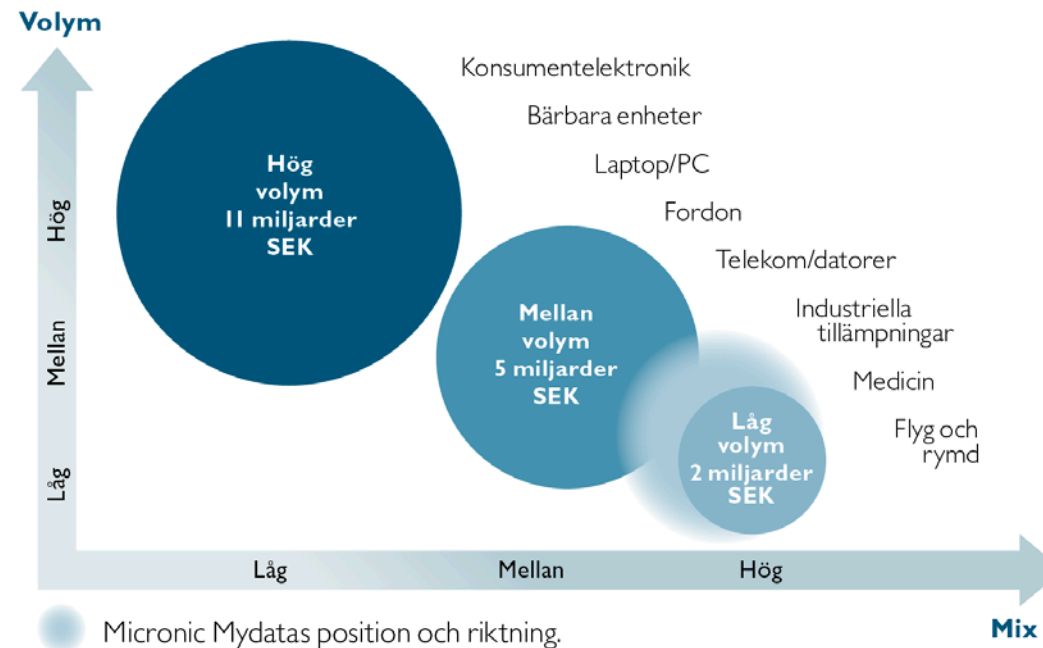 Volym
Konsumentelektronik
Bärbara enheter
Laptop/PC
Fordon
Telekom/datorer
Industriella
tillämpningar
Medicin
Flyg och
rymd
Hög
volym
11 miljarder
SEK
Mellan
volym
5 miljarder
SEK
Låg
volym
2 miljarder
SEK
Hög
Mellan
Låg
Låg
Mellan
Hög
Mix
Micronic Mydatas position och riktning.